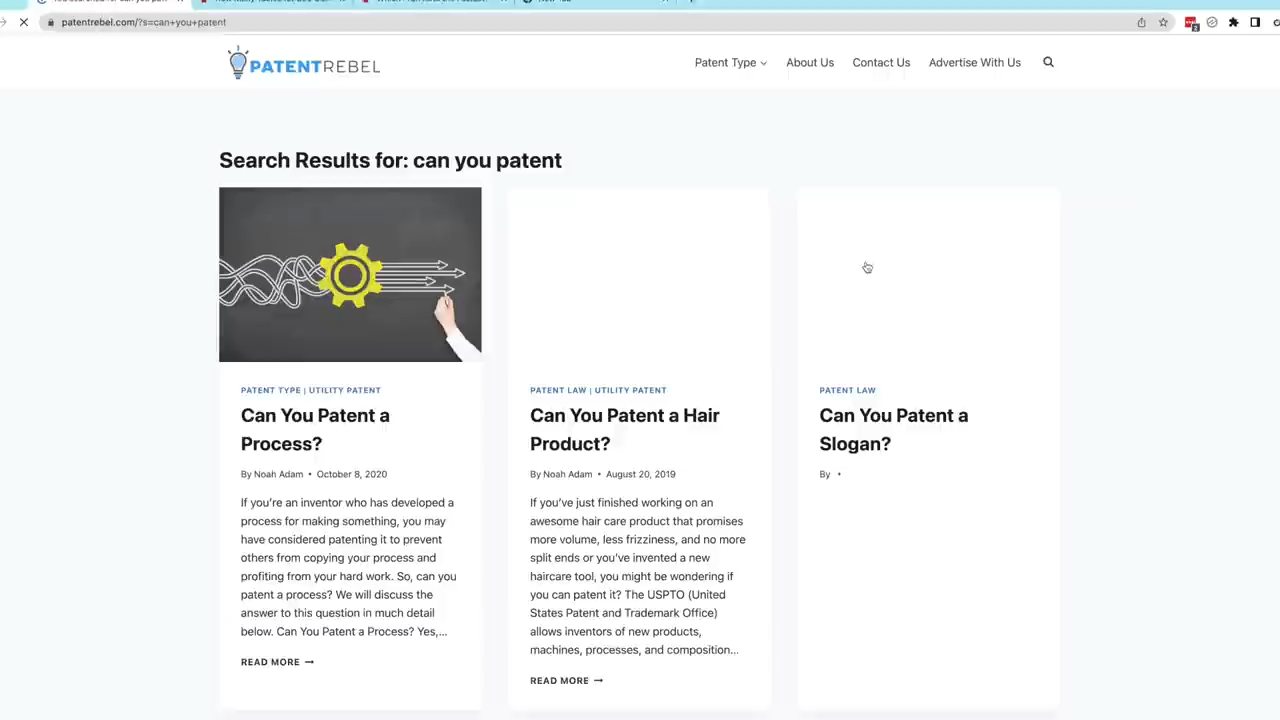 patentrebel.com/?s=can+you+patent
PATENTREBEL
Patent Type
About Us
Contact Us
Advertise With Us
Search Results for: can you patent
PATENT TYPE | UTILITY PATENT
Can You Patent a
Process?
By Noah Adam • October 8, 2020
If you're an inventor who has developed a
process for making something, you may
have considered patenting it to prevent
others from copying your process and
profiting from your hard work. So, can you
patent a process? We will discuss the
answer to this question in much detail
below. Can You Patent a Process? Yes,...
READ MORE →
PATENT LAW | UTILITY PATENT
Can You Patent a Hair
Product?
By Noah Adam • August 20, 2019
If you've just finished working on an
awesome hair care product that promises
more volume, less frizziness, and no more
split ends or you've invented a new
haircare tool, you might be wondering if
you can patent it? The USPTO (United
States Patent and Trademark Office)
allows inventors of new products,
machines, processes, and composition...
READ MORE →
PATENT LAW
Can You Patent a
Slogan?
By •